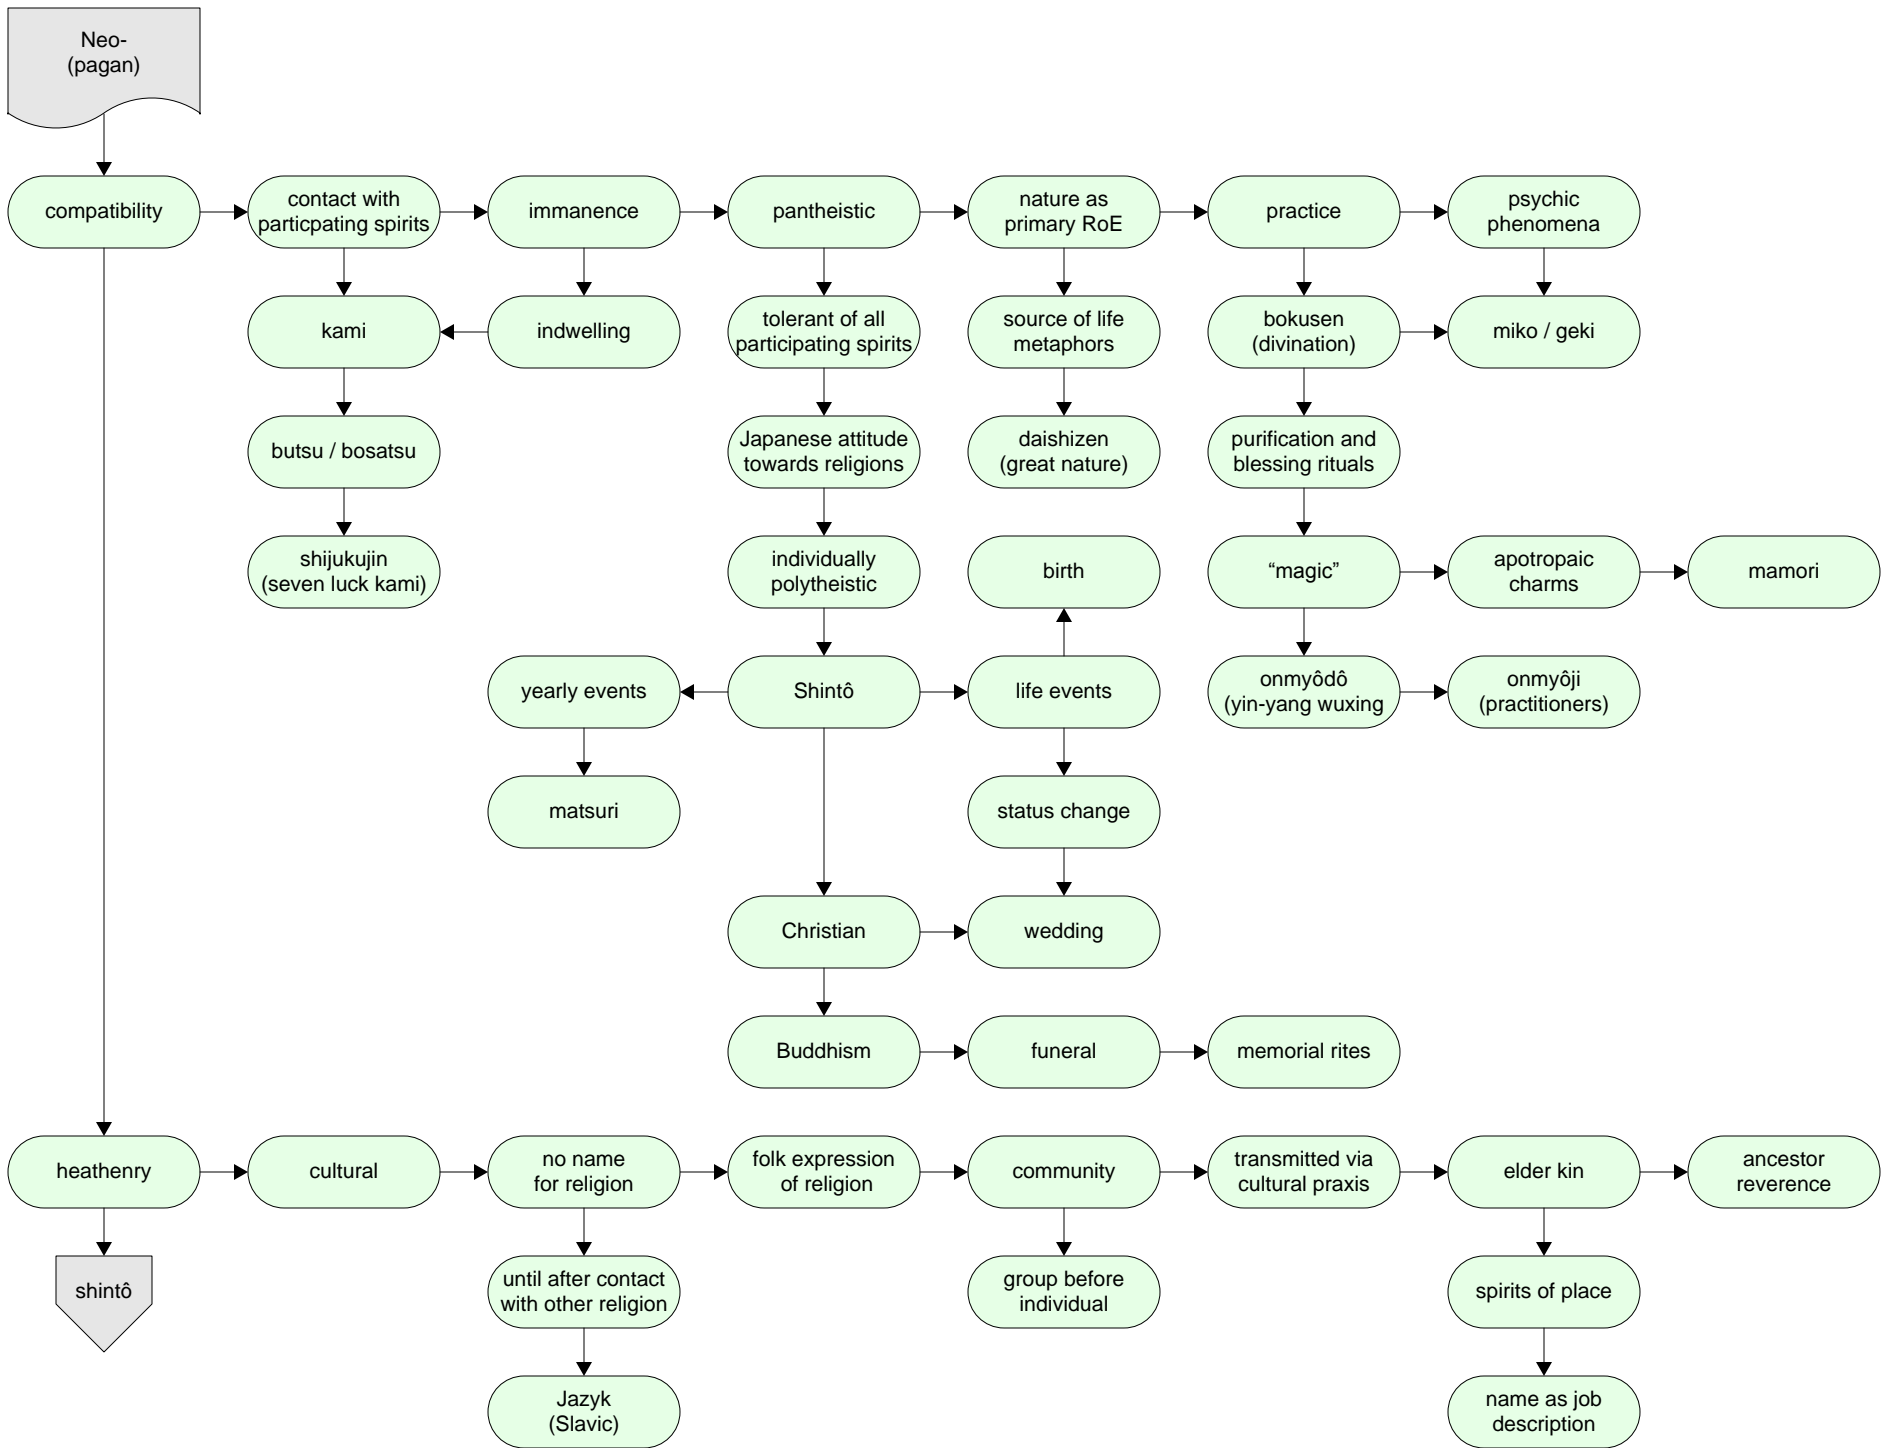 Neo-
(pagan)
compatibility
contact with
particpating spirits
immanence
pantheistic
nature as
primary RoE
practice
psychic
phenomena
kami
indwelling
tolerant of all
participating spirits
source of life
metaphors
bokusen
(divination)
miko / geki
butsu / bosatsu
Japanese attitude
towards religions
daishizen
(great nature)
purification and
blessing rituals
shijukujin
(seven luck kami)
individually
polytheistic
birth
“magic”
apotropaic
charms
mamori
yearly events
Shintô
life events
onmyôdô
(yin-yang wuxing
onmyôji
(practitioners)
matsuri
status change
Christian
wedding
Buddhism
funeral
memorial rites
heathenry
cultural
no name
for religion
folk expression
of religion
community
transmitted via
cultural praxis
elder kin
ancestor
reverence
shintô
until after contact
with other religion
group before
individual
spirits of place
Jazyk
(Slavic)
name as job
description